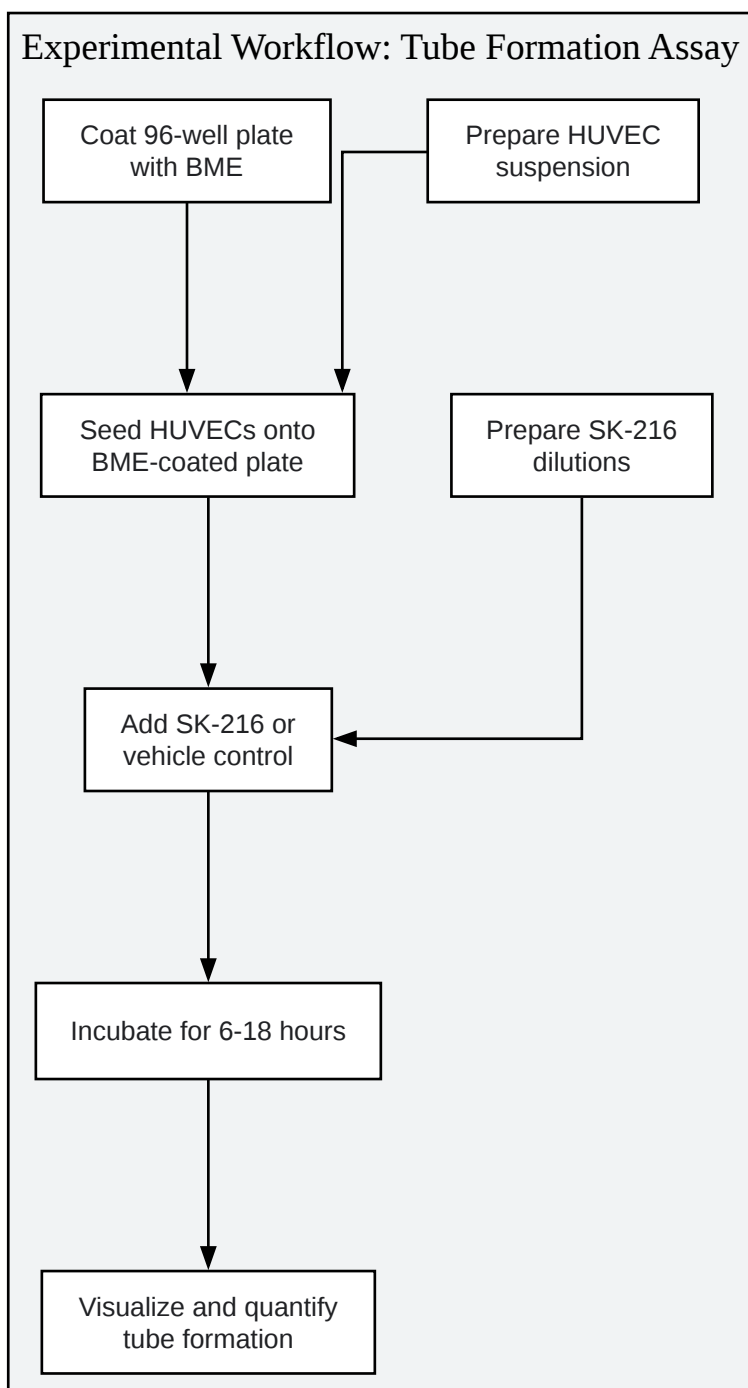 Experimental Workflow: Tube Formation Assay
Coat 96-well plate
with BME
Prepare HUVEC
suspension
Seed HUVECs onto
BME-coated plate
Prepare SK-216
dilutions
Add SK-216 or
vehicle control
Incubate for 6-18 hours
Visualize and quantify
tube formation